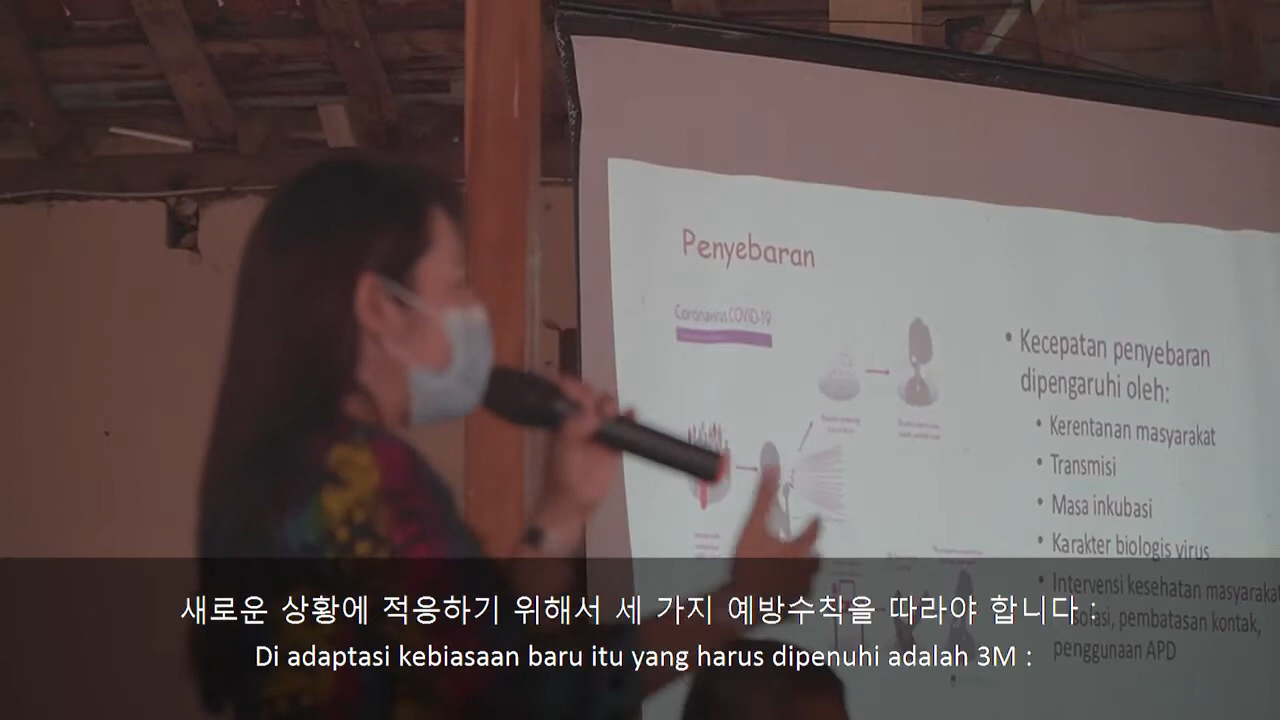 Penyebaran
Coronavirus COVID-19
• Kecepatan penyebaran
dipengaruhi oleh:
• Kerentanan masyarakat
• Transmisi
• Masa inkubasi
• Karakter biologis virus
• Intervensi kesehatan masyarakat
pembatasan kontak,
penggunaan APD
새로운 상황에 적응하기 위해서 세 가지 예방수칙을 따라야 합니다 :
Di adaptasi kebiasaan baru itu yang harus dipenuhi adalah 3M :